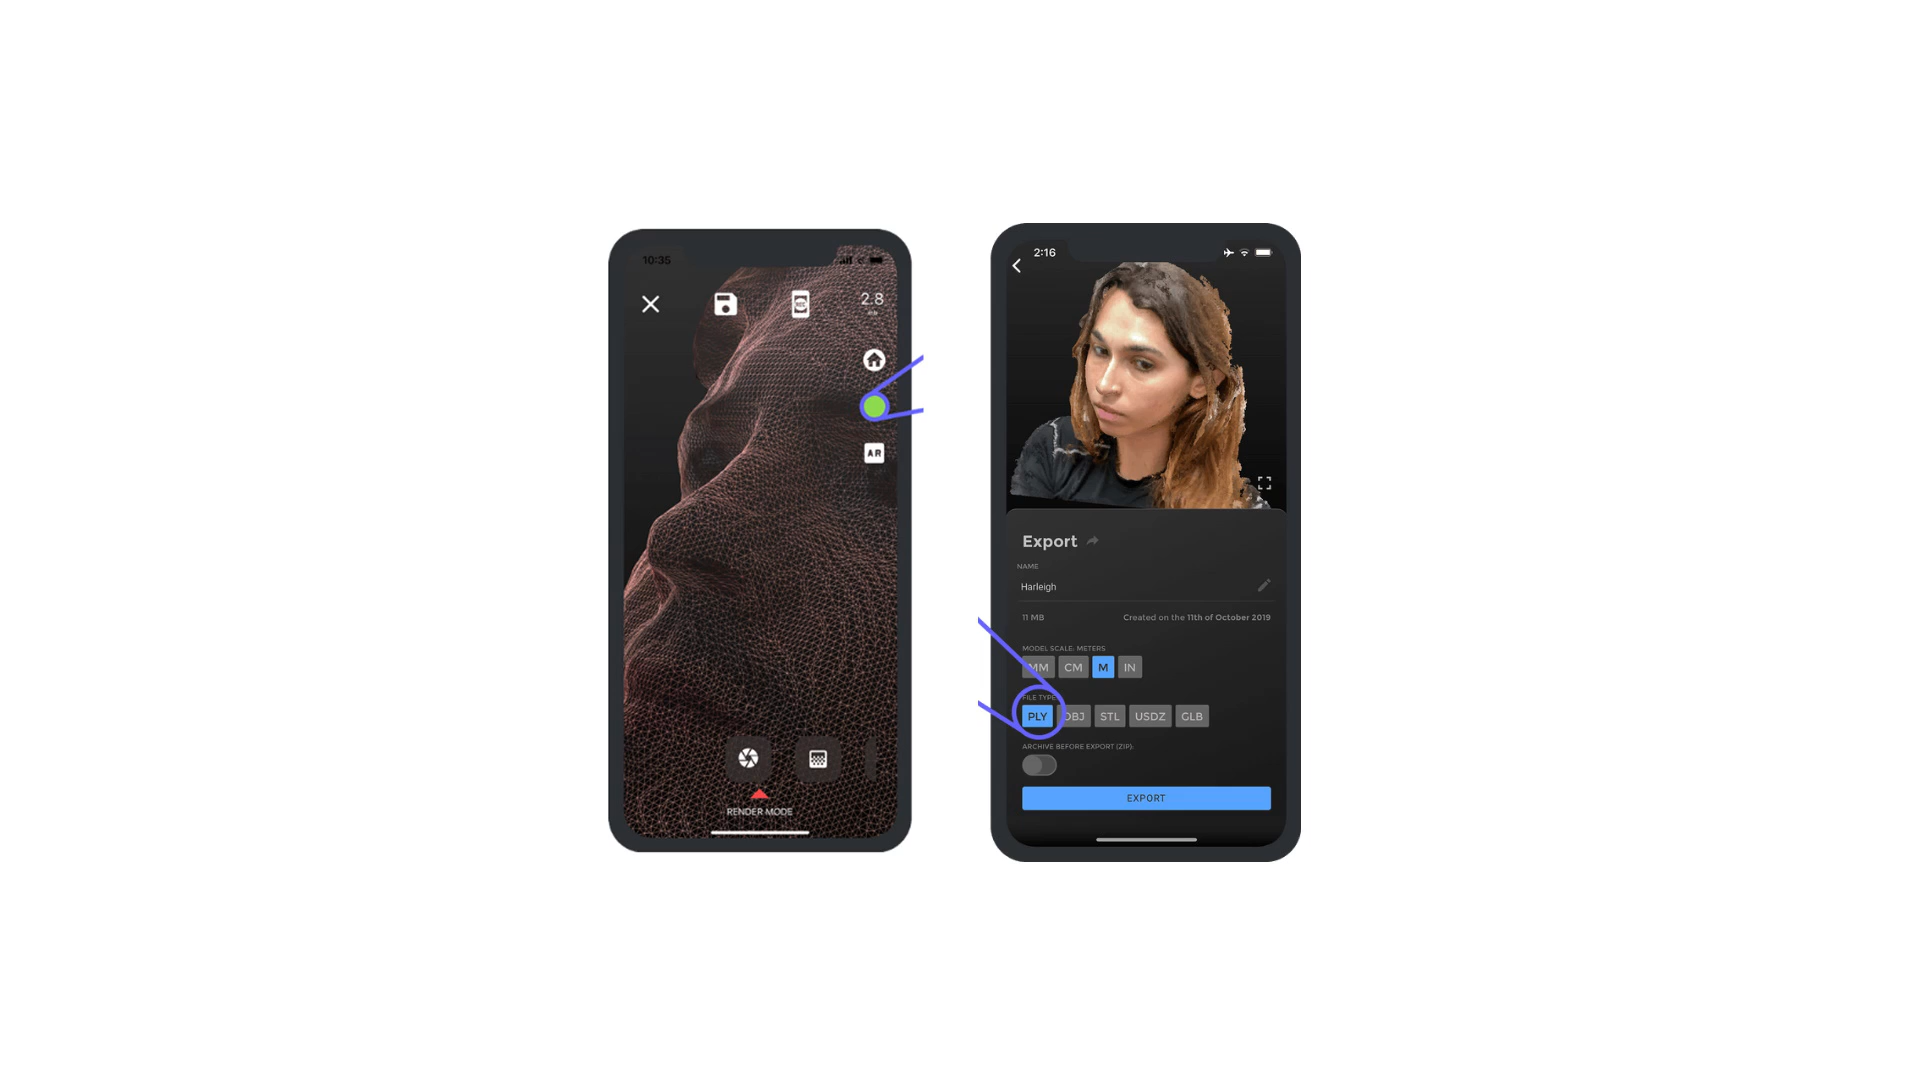 10:35
REC
2.8
AR
RENDER MODE
2:16
Export
NAME
Harleigh
11 MB
Created on the 11th of October 2019
MODEL SCALE: METERS
MM CM M IN
FILE TYPE
PLY OBJ STL USDZ GLB
ARCHIVE BEFORE EXPORT (ZIP):
EXPORT